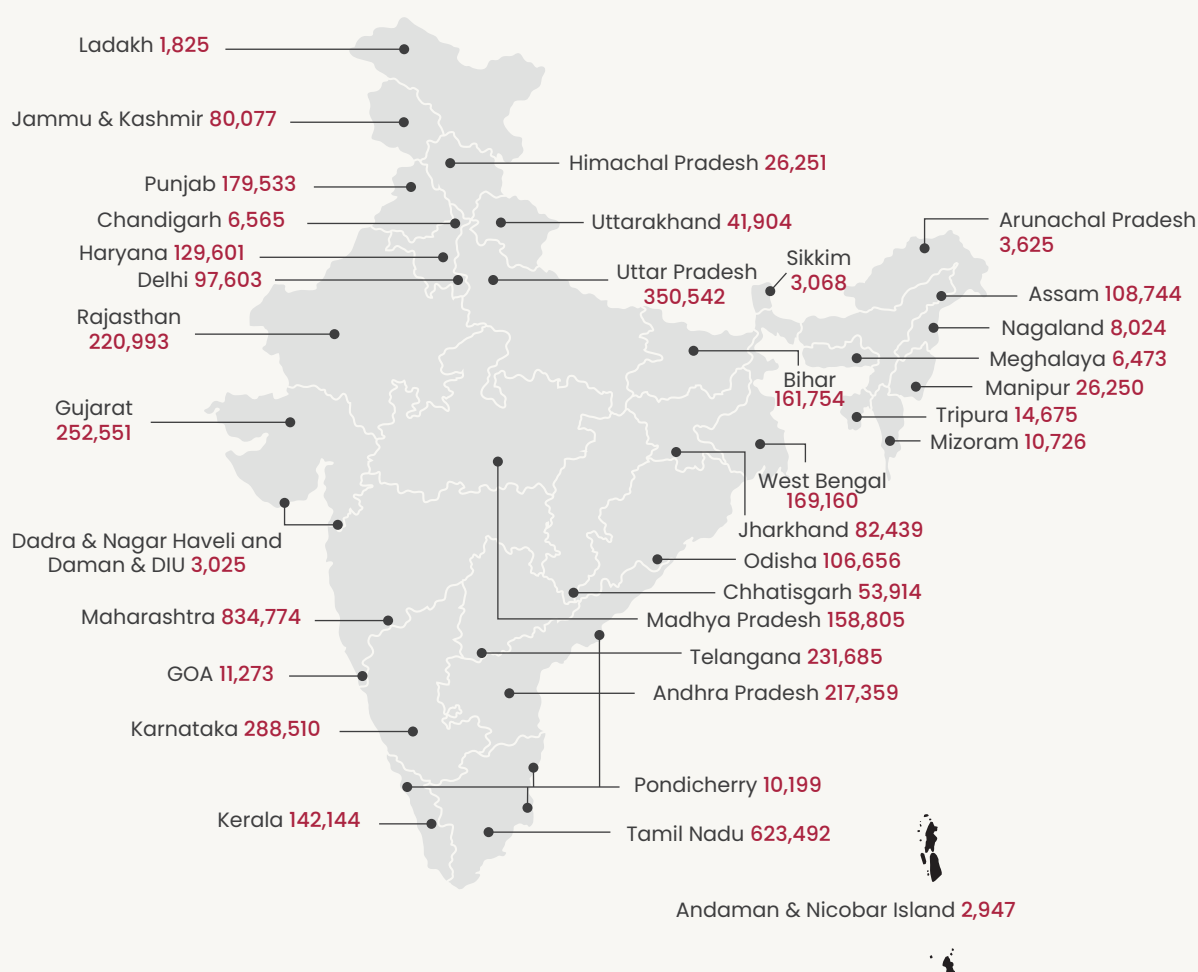 Ladakh 1,825
Jammu & Kashmir 80,077
Himachal Pradesh 26,251
Punjab 179,533
Chandigarh 6,565
Uttarakhand 41,904
Arunachal Pradesh
3,625
Haryana 129,601
Delhi 97,603
Uttar Pradesh
350,542
Sikkim
3,068
Assam 108,744
Rajasthan
220,993
Nagaland 8,024
Meghalaya 6,473
Bihar
161,754
Manipur 26,250
Gujarat
252,551
Tripura 14,675
Mizoram 10,726
West Bengal
169,160
Jharkhand 82,439
Dadra & Nagar Haveli and
Daman & DIU 3,025
Odisha 106,656
Chhatisgarh 53,914
Maharashtra 834,774
Madhya Pradesh 158,805
Telangana 231,685
GOA 11,273
Andhra Pradesh 217,359
Karnataka 288,510
Pondicherry 10,199
Kerala 142,144
Tamil Nadu 623,492
Andaman & Nicobar Island 2,947